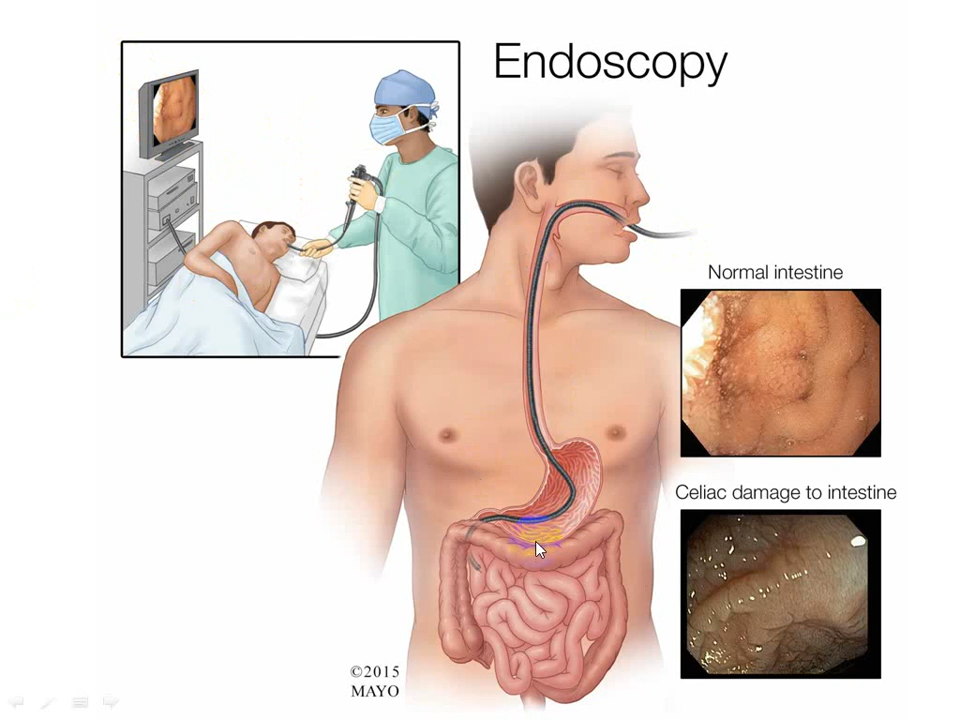 Endoscopy
Normal intestine
Celiac damage to intestine
©2015
MAYO